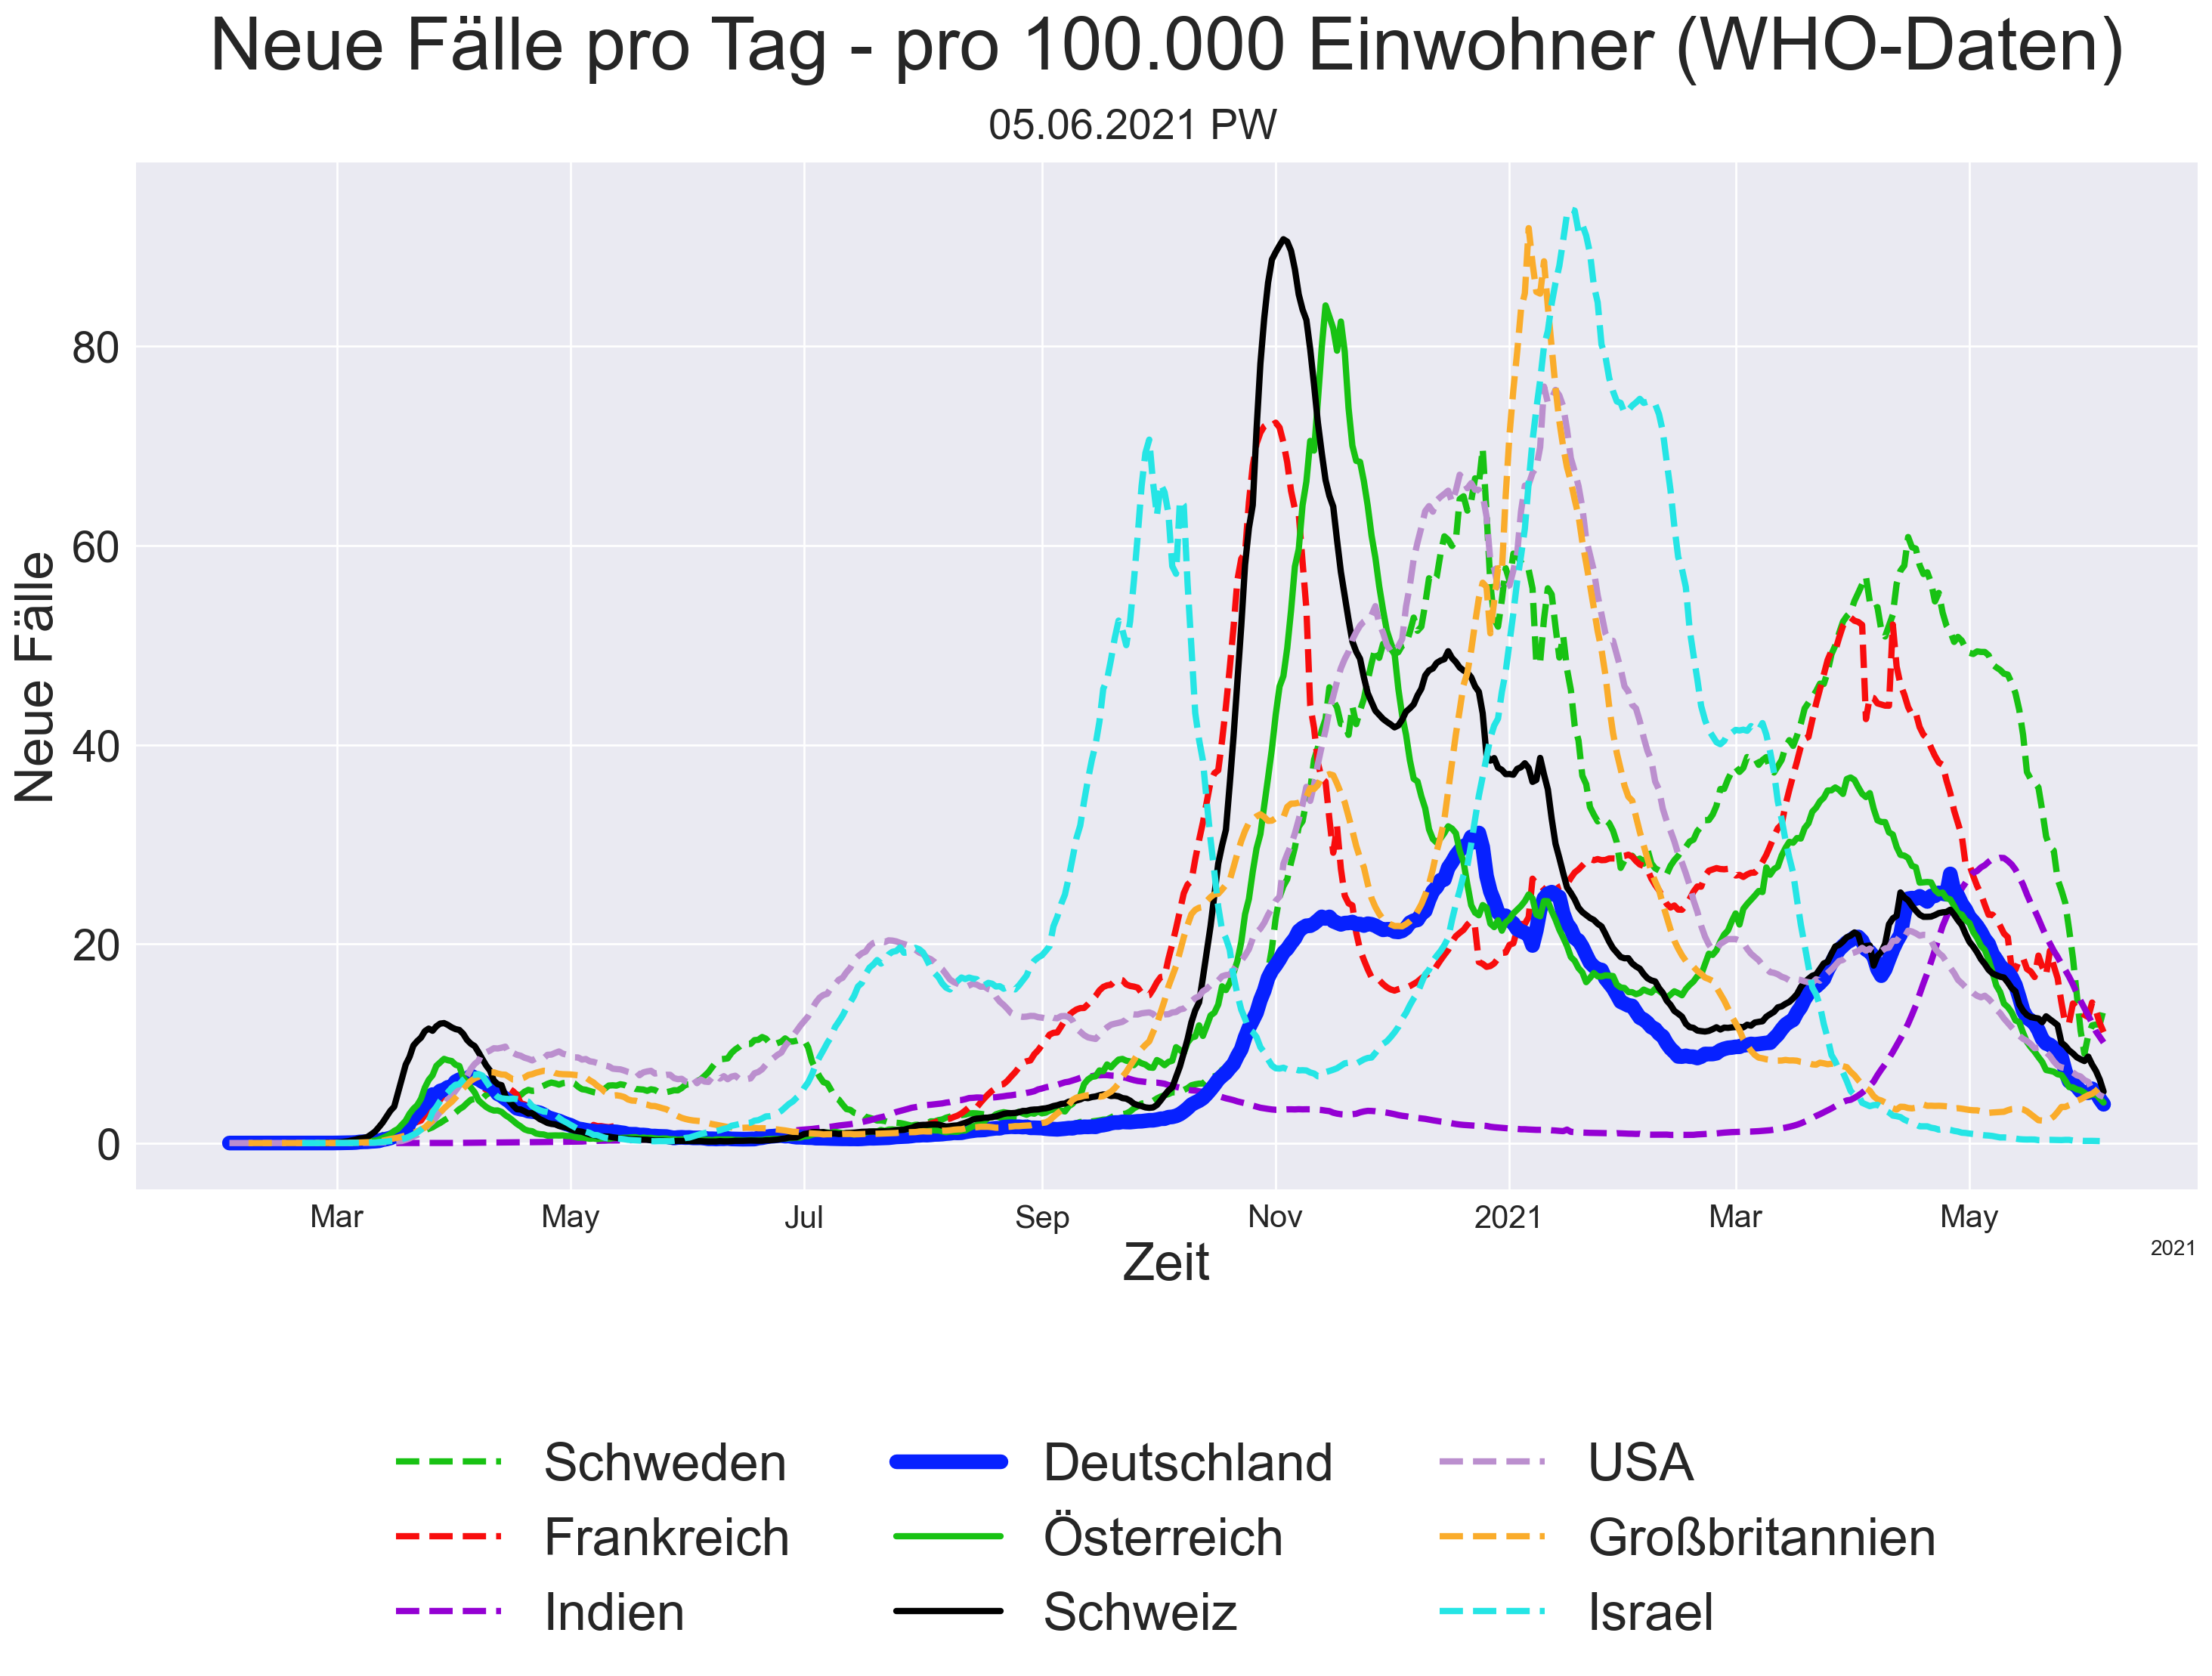 Neue Fälle pro Tag - pro 100.000 Einwohner (WHO-Daten)
05.06.2021 PW
Neue Fälle
80
60
40
20
0
Mar May Jul Sep Nov 2021 Mar May
2021
Zeit
Schweden Deutschland USA
Frankreich Österreich Großbritannien
Indien Schweiz Israel